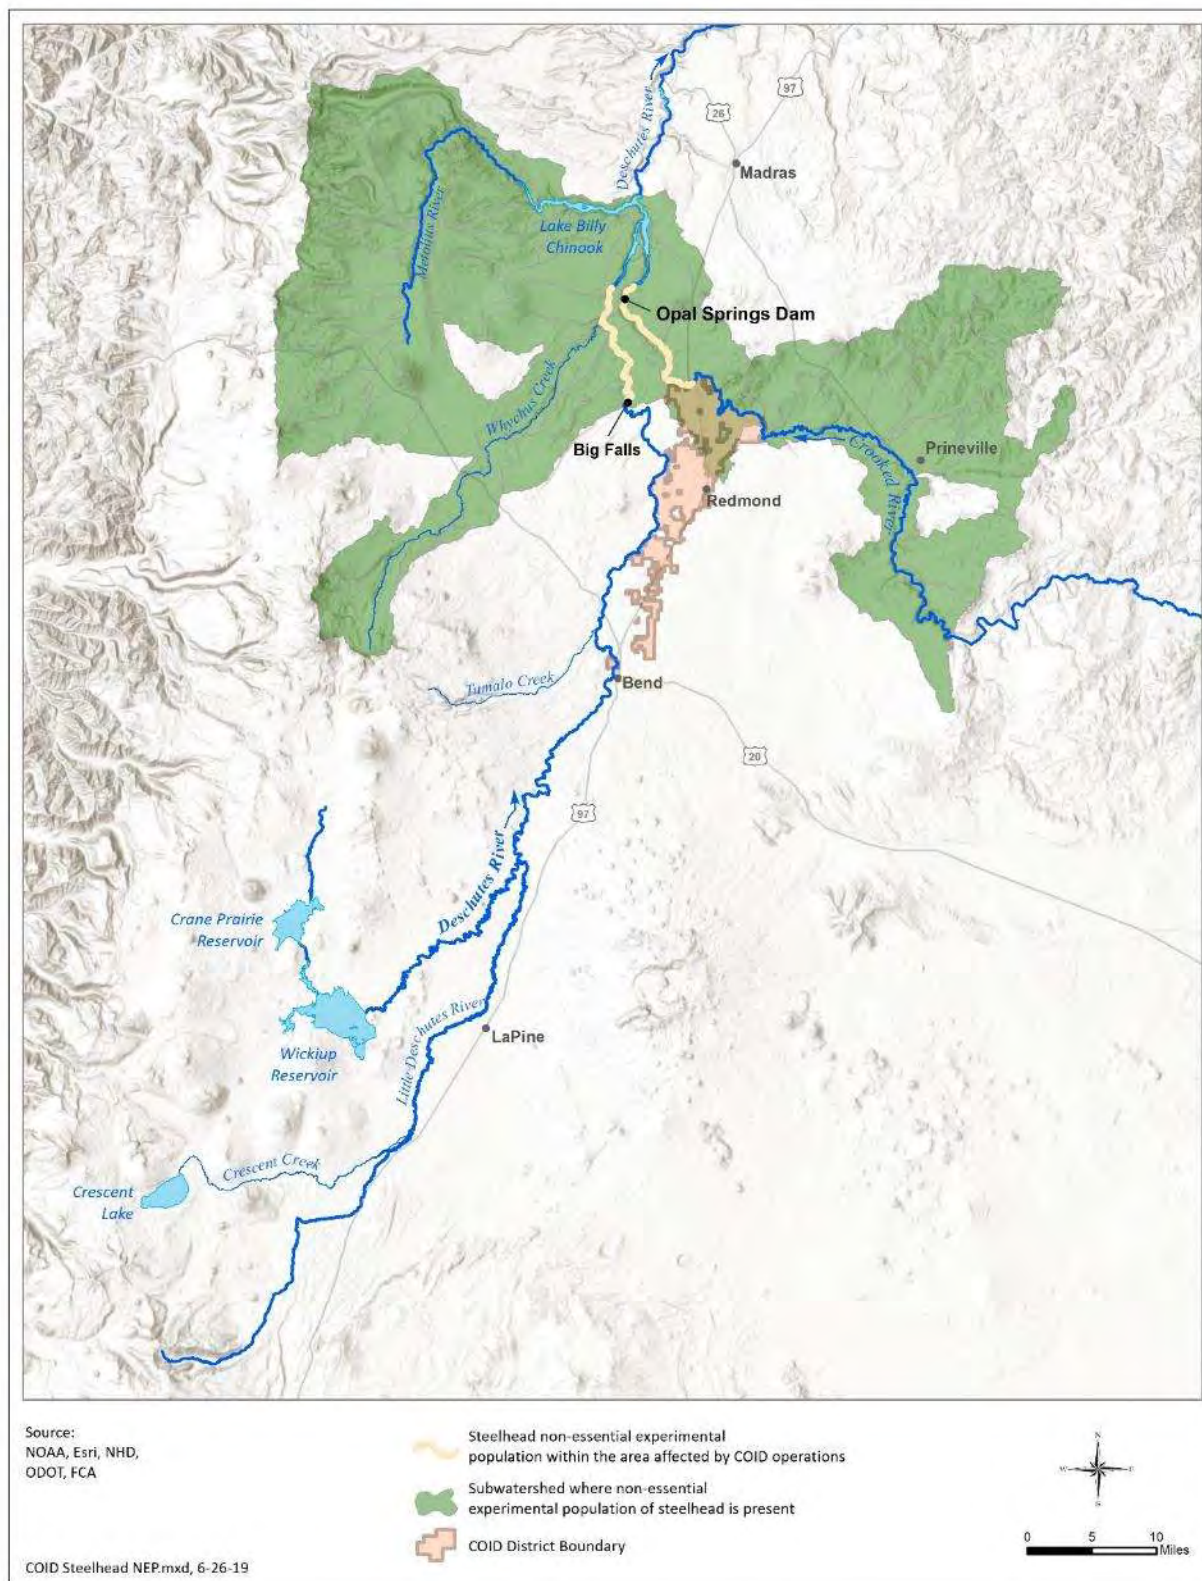 97
26
Deschutes River
Madras
Metolius River
Lake Billy
Chinook
Opal Springs Dam
Whychus Creek
Big Falls
Crooked River
Prineville
Redmond
Tumalo Creek
Bend
20
97
Deschutes River
Crane Prairie
Reservoir
Wickiup
Reservoir
Little Deschutes River
LaPine
Crescent Creek
Crescent
Lake
Source:
NOAA, Esri, NHD,
ODOT, FCA
Steelhead non-essential experimental
population within the area affected by COID operations
Subwatershed where non-essential
experimental population of steelhead is present
COID District Boundary
N
W
E
S
0 5 10
Miles
COID Steelhead NEP.mxd, 6-26-19